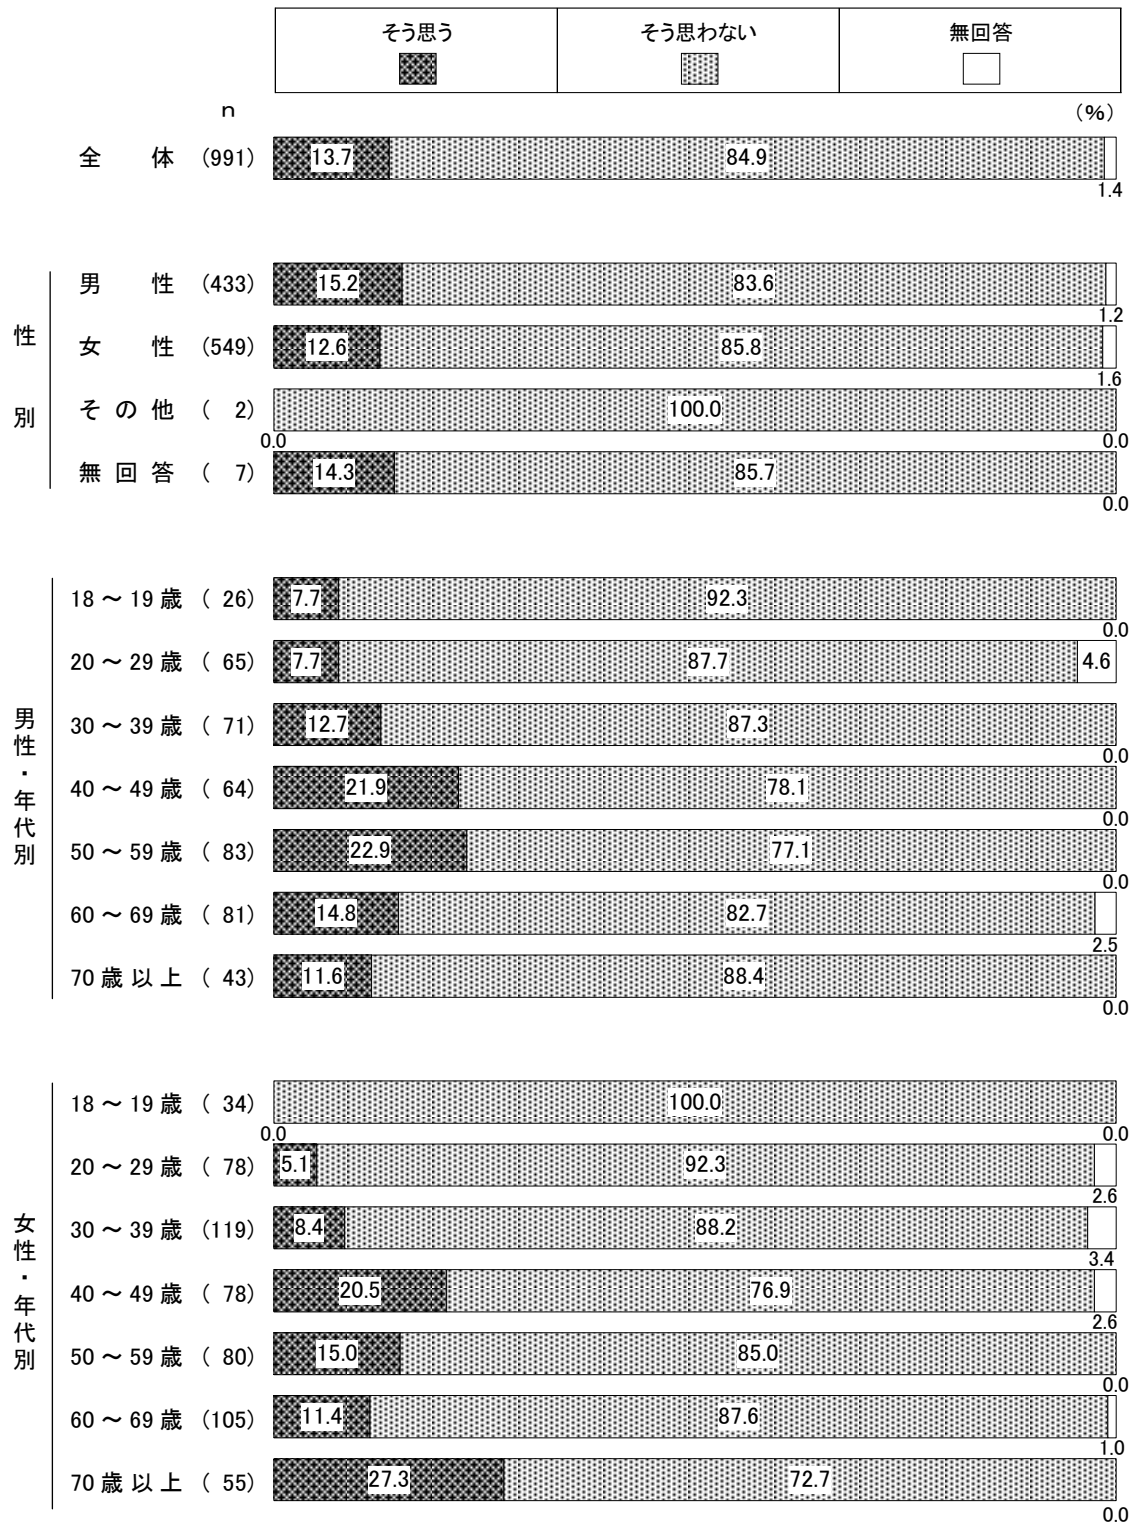 そう思う そう思わない 無回答
n (%)
全体 (991) 13.7 84.9 1.4
性別
男性 (433) 15.2 83.6 1.2
女性 (549) 12.6 85.8 1.6
その他 ( 2) 0.0 100.0 0.0
無回答 ( 7) 14.3 85.7 0.0
男性・年代別
18～19歳 ( 26) 7.7 92.3 0.0
20～29歳 ( 65) 7.7 87.7 4.6
30～39歳 ( 71) 12.7 87.3 0.0
40～49歳 ( 64) 21.9 78.1 0.0
50～59歳 ( 83) 22.9 77.1 0.0
60～69歳 ( 81) 14.8 82.7 2.5
70歳以上 ( 43) 11.6 88.4 0.0
女性・年代別
18～19歳 ( 34) 0.0 100.0 0.0
20～29歳 ( 78) 5.1 92.3 2.6
30～39歳 (119) 8.4 88.2 3.4
40～49歳 ( 78) 20.5 76.9 2.6
50～59歳 ( 80) 15.0 85.0 0.0
60～69歳 (105) 11.4 87.6 1.0
70歳以上 ( 55) 27.3 72.7 0.0